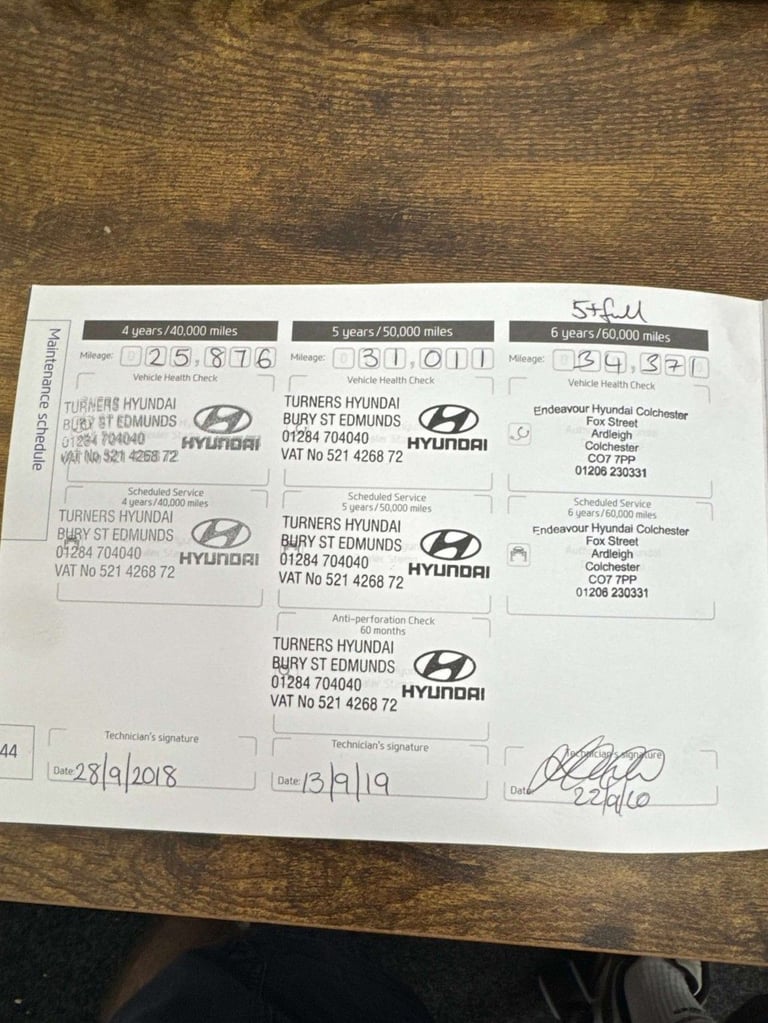 Maintenance schedule
44
4 years/40,000 miles
Mileage: 025,876
Vehicle Health Check
TURNERS HYUNDAI
BURY ST EDMUNDS
01284 704040
VAT No 521 4268 72
HYUNDAI
Scheduled Service
4 years/40,000 miles
TURNERS HYUNDAI
BURY ST EDMUNDS
01284 704040
VAT No 521 4268 72
HYUNDAI
Technician's signature
Date: 28/9/2018
5 years/50,000 miles
Mileage: 031,011
Vehicle Health Check
TURNERS HYUNDAI
BURY ST EDMUNDS
01284 704040
VAT No 521 4268 72
HYUNDAI
Scheduled Service
5 years/50,000 miles
TURNERS HYUNDAI
BURY ST EDMUNDS
01284 704040
VAT No 521 4268 72
HYUNDAI
Anti-perforation Check
60 months
TURNERS HYUNDAI
BURY ST EDMUNDS
01284 704040
VAT No 521 4268 72
HYUNDAI
Technician's signature
Date: 13/9/19
5+full
6 years/60,000 miles
Mileage: 034,371
Vehicle Health Check
Endeavour Hyundai Colchester
Fox Street
Ardleigh
Colchester
CO7 7PP
01206 230331
Scheduled Service
6 years/60,000 miles
Endeavour Hyundai Colchester
Fox Street
Ardleigh
Colchester
CO7 7PP
01206 230331
Technician's signature
Date